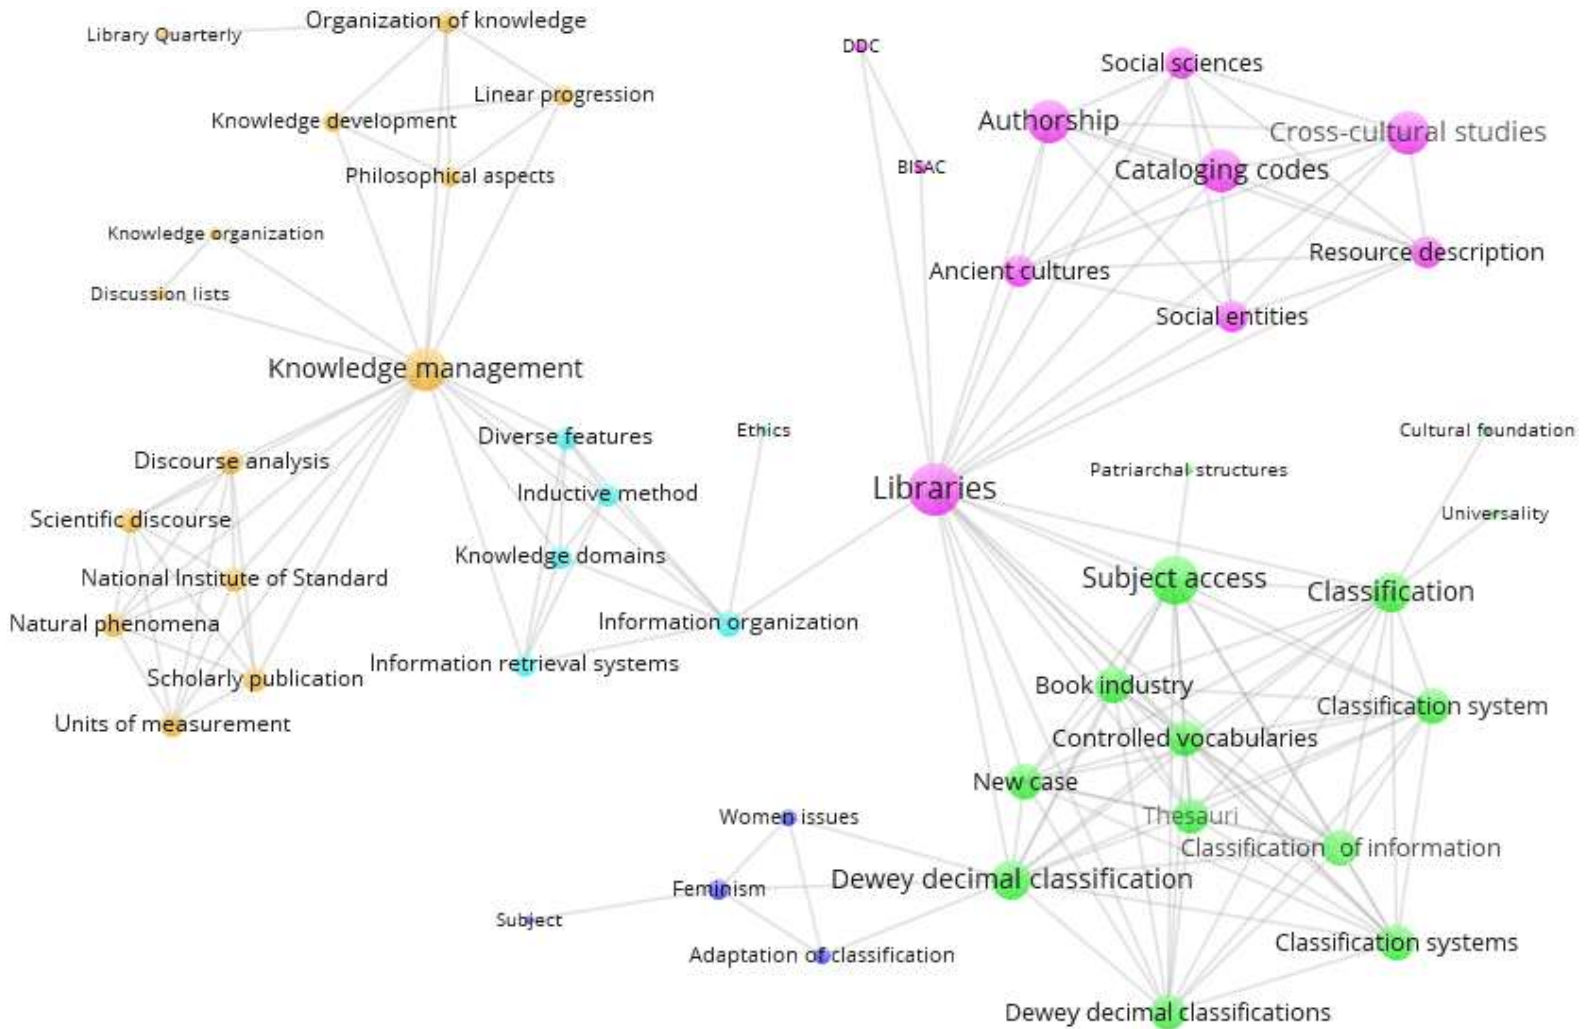 Library Quarterly
Organization of knowledge
Linear progression
Knowledge development
Philosophical aspects
Knowledge organization
Discussion lists
Knowledge management
Discourse analysis
Scientific discourse
National Institute of Standard
Natural phenomena
Scholarly publication
Units of measurement
Diverse features
Inductive method
Knowledge domains
Information organization
Information retrieval systems
Ethics
DDC
BISAC
Social sciences
Authorship
Cross-cultural studies
Cataloging codes
Ancient cultures
Resource description
Social entities
Libraries
Cultural foundation
Patriarchal structures
Universality
Subject access
Classification
Book industry
Classification system
Controlled vocabularies
New case
Thesauri
Classification of information
Dewey decimal classification
Classification systems
Dewey decimal classifications
Women issues
Feminism
Subject
Adaptation of classification